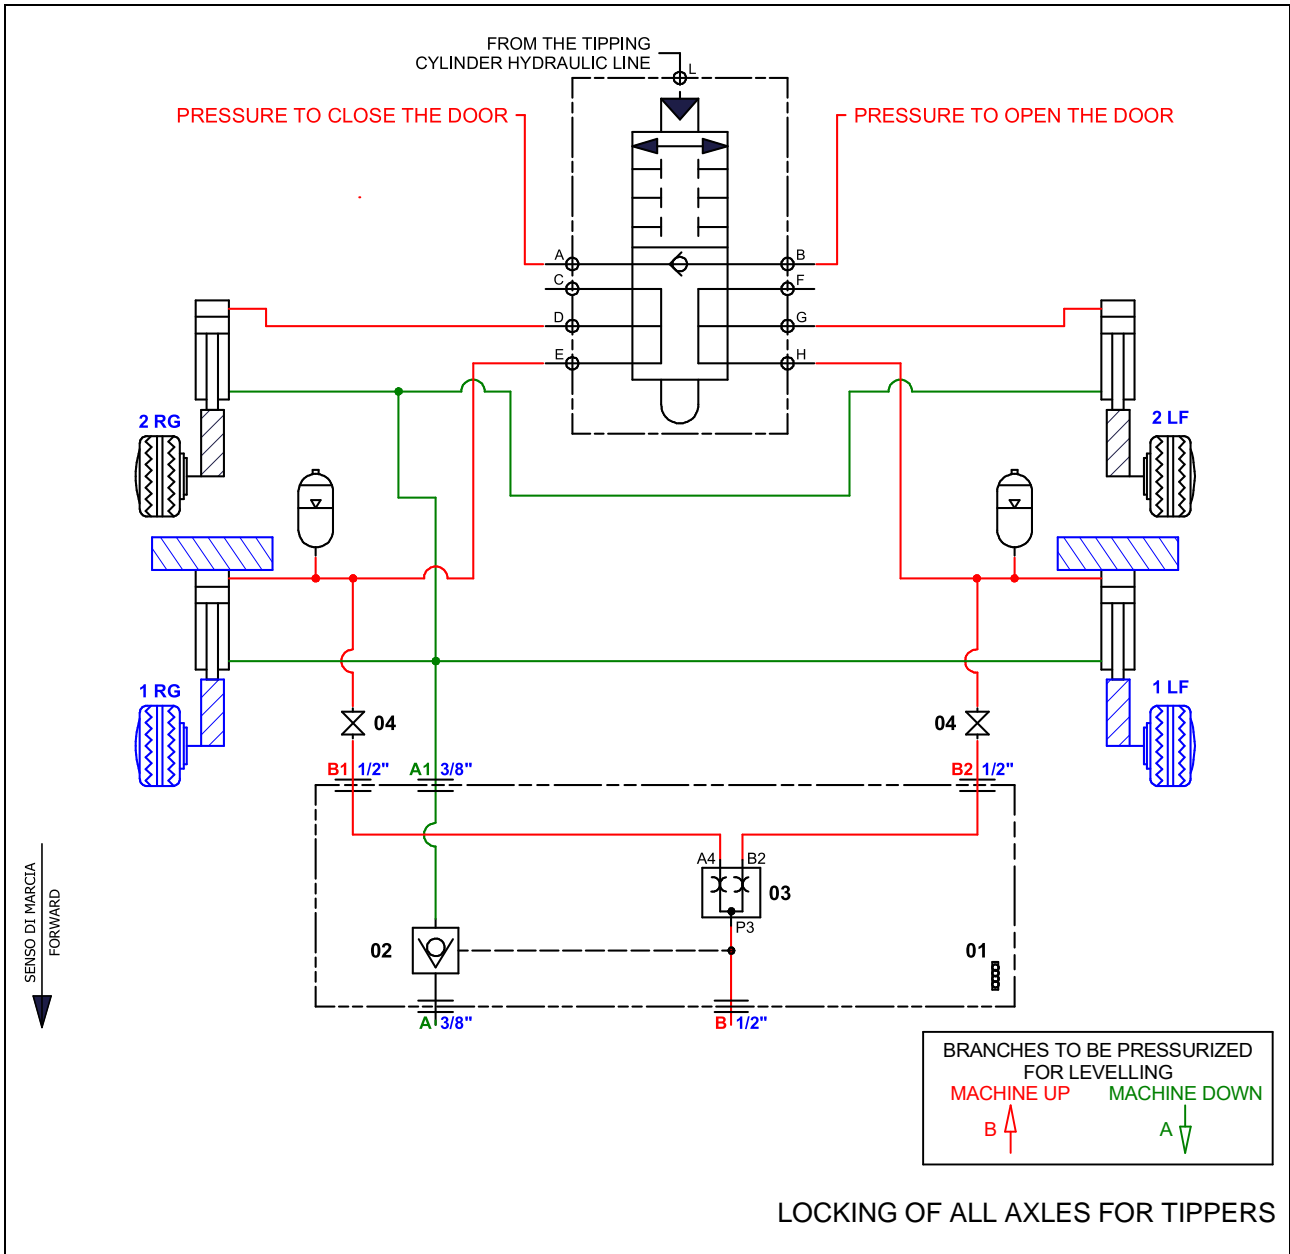 FROM THE TIPPING
CYLINDER HYDRAULIC LINE
L
PRESSURE TO CLOSE THE DOOR
PRESSURE TO OPEN THE DOOR
A
B
C
F
D
G
E
H
2 RG
2 LF
1 RG
1 LF
04
04
B1 1/2"
A1 3/8"
B2 1/2"
A4
B2
03
P3
02
01
A 3/8"
B 1/2"
SENSO DI MARCIA
FORWARD
BRANCHES TO BE PRESSURIZED
FOR LEVELLING
MACHINE UP
MACHINE DOWN
B
A
LOCKING OF ALL AXLES FOR TIPPERS